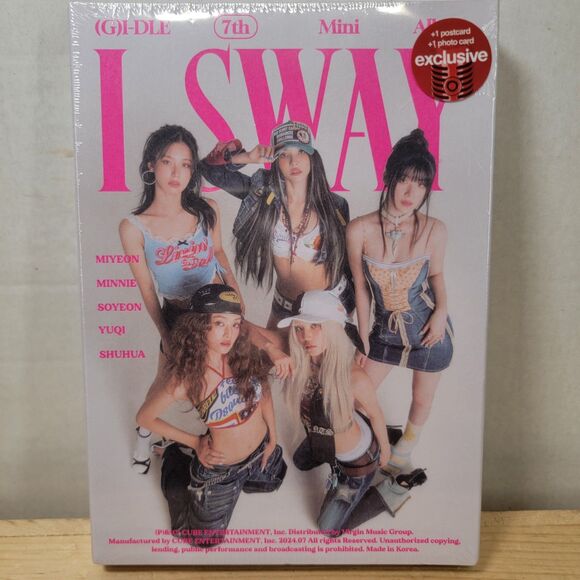 (G)I-DLE 7th Mini
+1 postcard
+1 photo card
exclusive
I SWAY
MIYEON
MINNIE
SOYEON
YUQI
SHUHUA
(P)&(C) CUBE ENTERTAINMENT, Inc. Distributed by Virgin Music Group.
Manufactured by CUBE ENTERTAINMENT, Inc. 2024.07 All rights Reserved. Unauthorized copying,
lending, public performance and broadcasting is prohibited. Made in Korea.